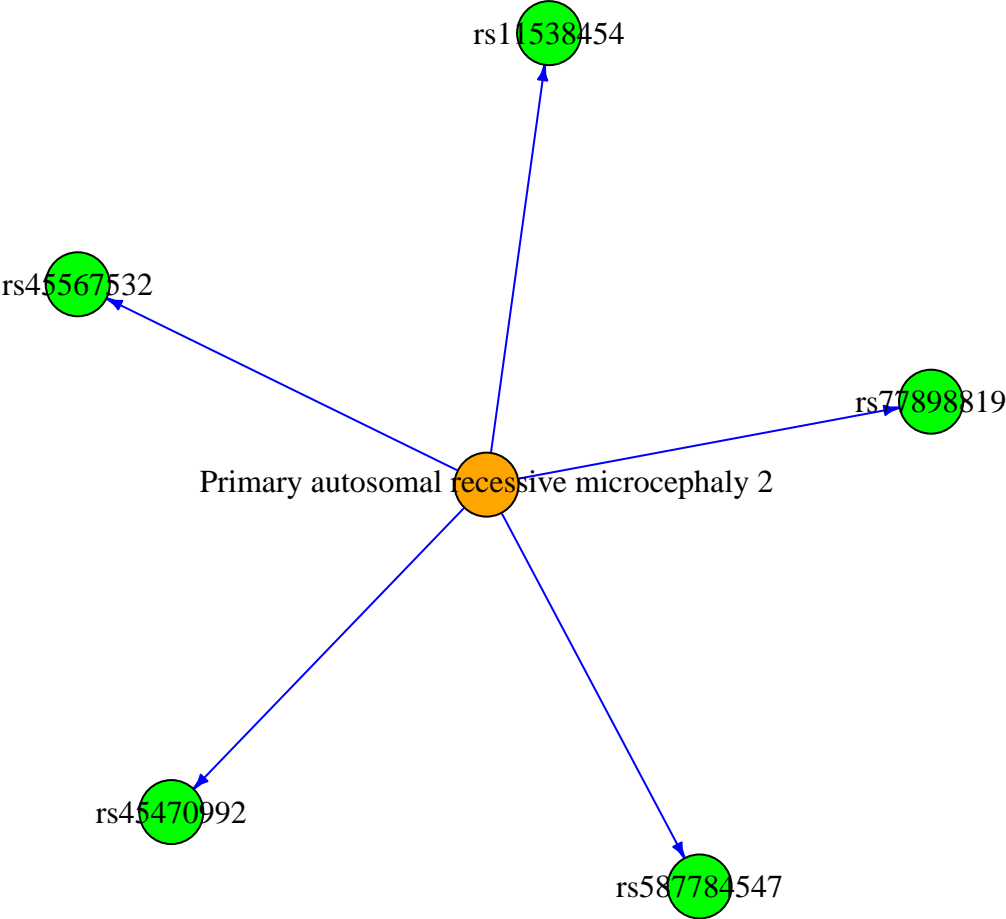 rs11538454
rs45567532
rs77898819
Primary autosomal recessive microcephaly 2
rs45470992
rs587784547